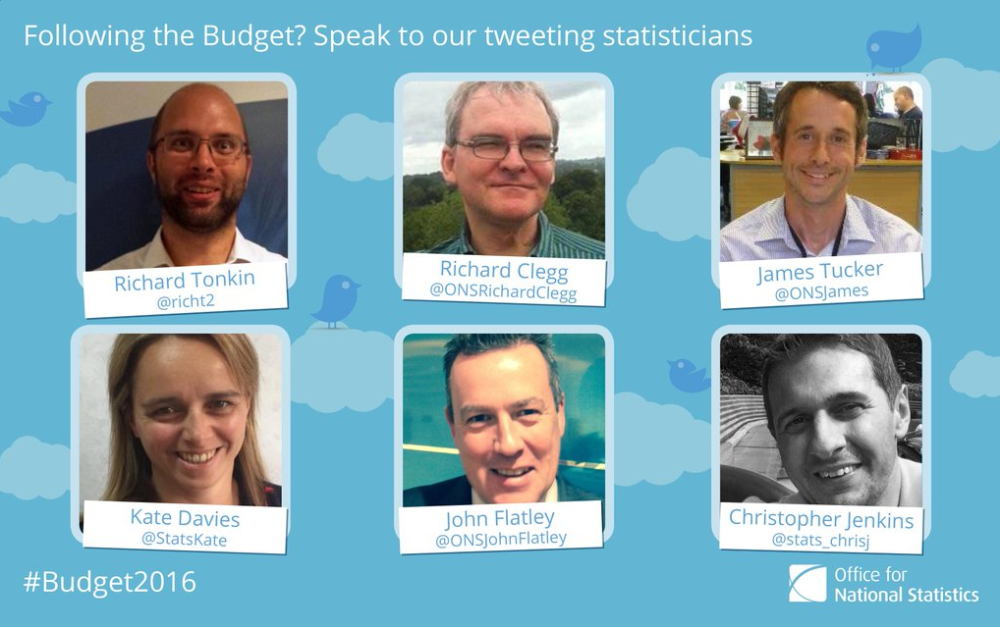 Following the Budget? Speak to our tweeting statisticians
Richard Tonkin
@richt2
Richard Clegg
@ONSRichardClegg
James Tucker
@ONSJames
Kate Davies
@StatsKate
John Flatley
@ONSJohnFlatley
Christopher Jenkins
@stats_chrisj
#Budget2016
Office for
National Statistics